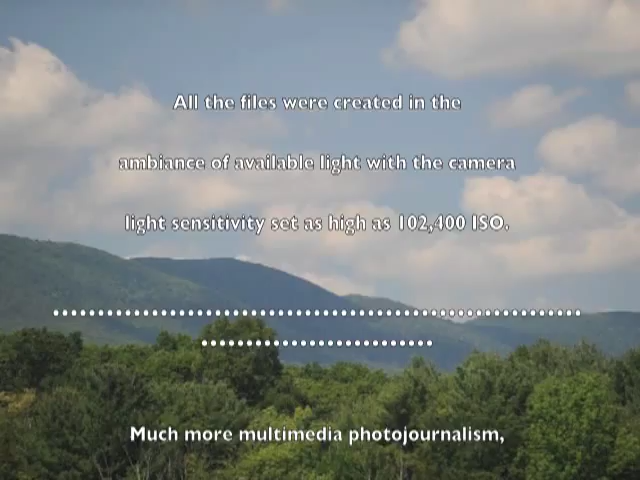 All the files were created in the
ambiance of available light with the camera
light sensitivity set as high as 102,400 ISO.
...........................................................
..........................
Much more multimedia photojournalism,